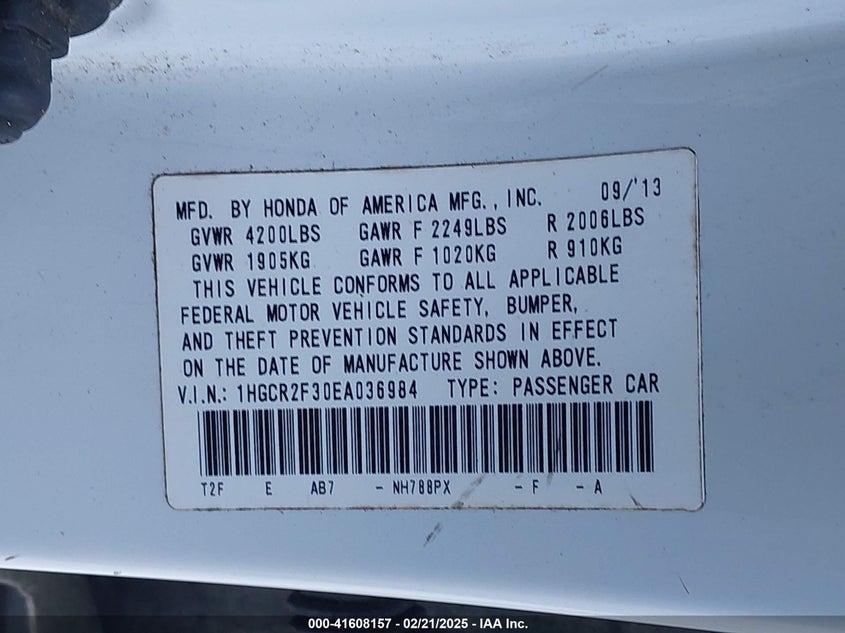 MFD. BY HONDA OF AMERICA MFG., INC. 09/'13
GVWR 4200LBS GAWR F 2249LBS R 2006LBS
GVWR 1905KG GAWR F 1020KG R 910KG
THIS VEHICLE CONFORMS TO ALL APPLICABLE
FEDERAL MOTOR VEHICLE SAFETY, BUMPER,
AND THEFT PREVENTION STANDARDS IN EFFECT
ON THE DATE OF MANUFACTURE SHOWN ABOVE.
V.I.N.: 1HGCR2F30EA036984 TYPE: PASSENGER CAR
T2F E AB7 - NH788PX - F - A
000-41608157 - 02/21/2025 - IAA Inc.